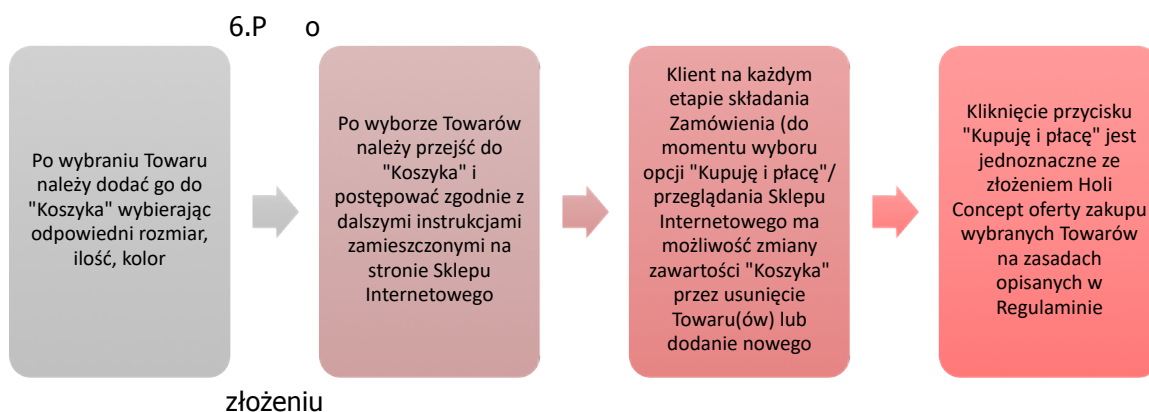 6.P o
Po wybraniu Towaru
należy dodać go do
"Koszyka" wybierając
odpowiedni rozmiar,
ilość, kolor
Po wyborze Towarów
należy przejść do
"Koszyka" i
postępować zgodnie z
dalszymi instrukcjami
zamieszczonymi na
stronie Sklepu
Internetowego
Klient na każdym
etapie składania
Zamówienia (do
momentu wyboru
opcji "Kupuję i płacę"/
przeglądania Sklepu
Internetowego ma
możliwość zmiany
zawartości "Koszyka"
przez usunięcie
Towaru(ów) lub
dodanie nowego
Kliknięcie przycisku
"Kupuję i płacę" jest
jednoznaczne ze
złożeniem Holi
Concept oferty zakupu
wybranych Towarów
na zasadach
opisanych w
Regulaminie
złożeniu